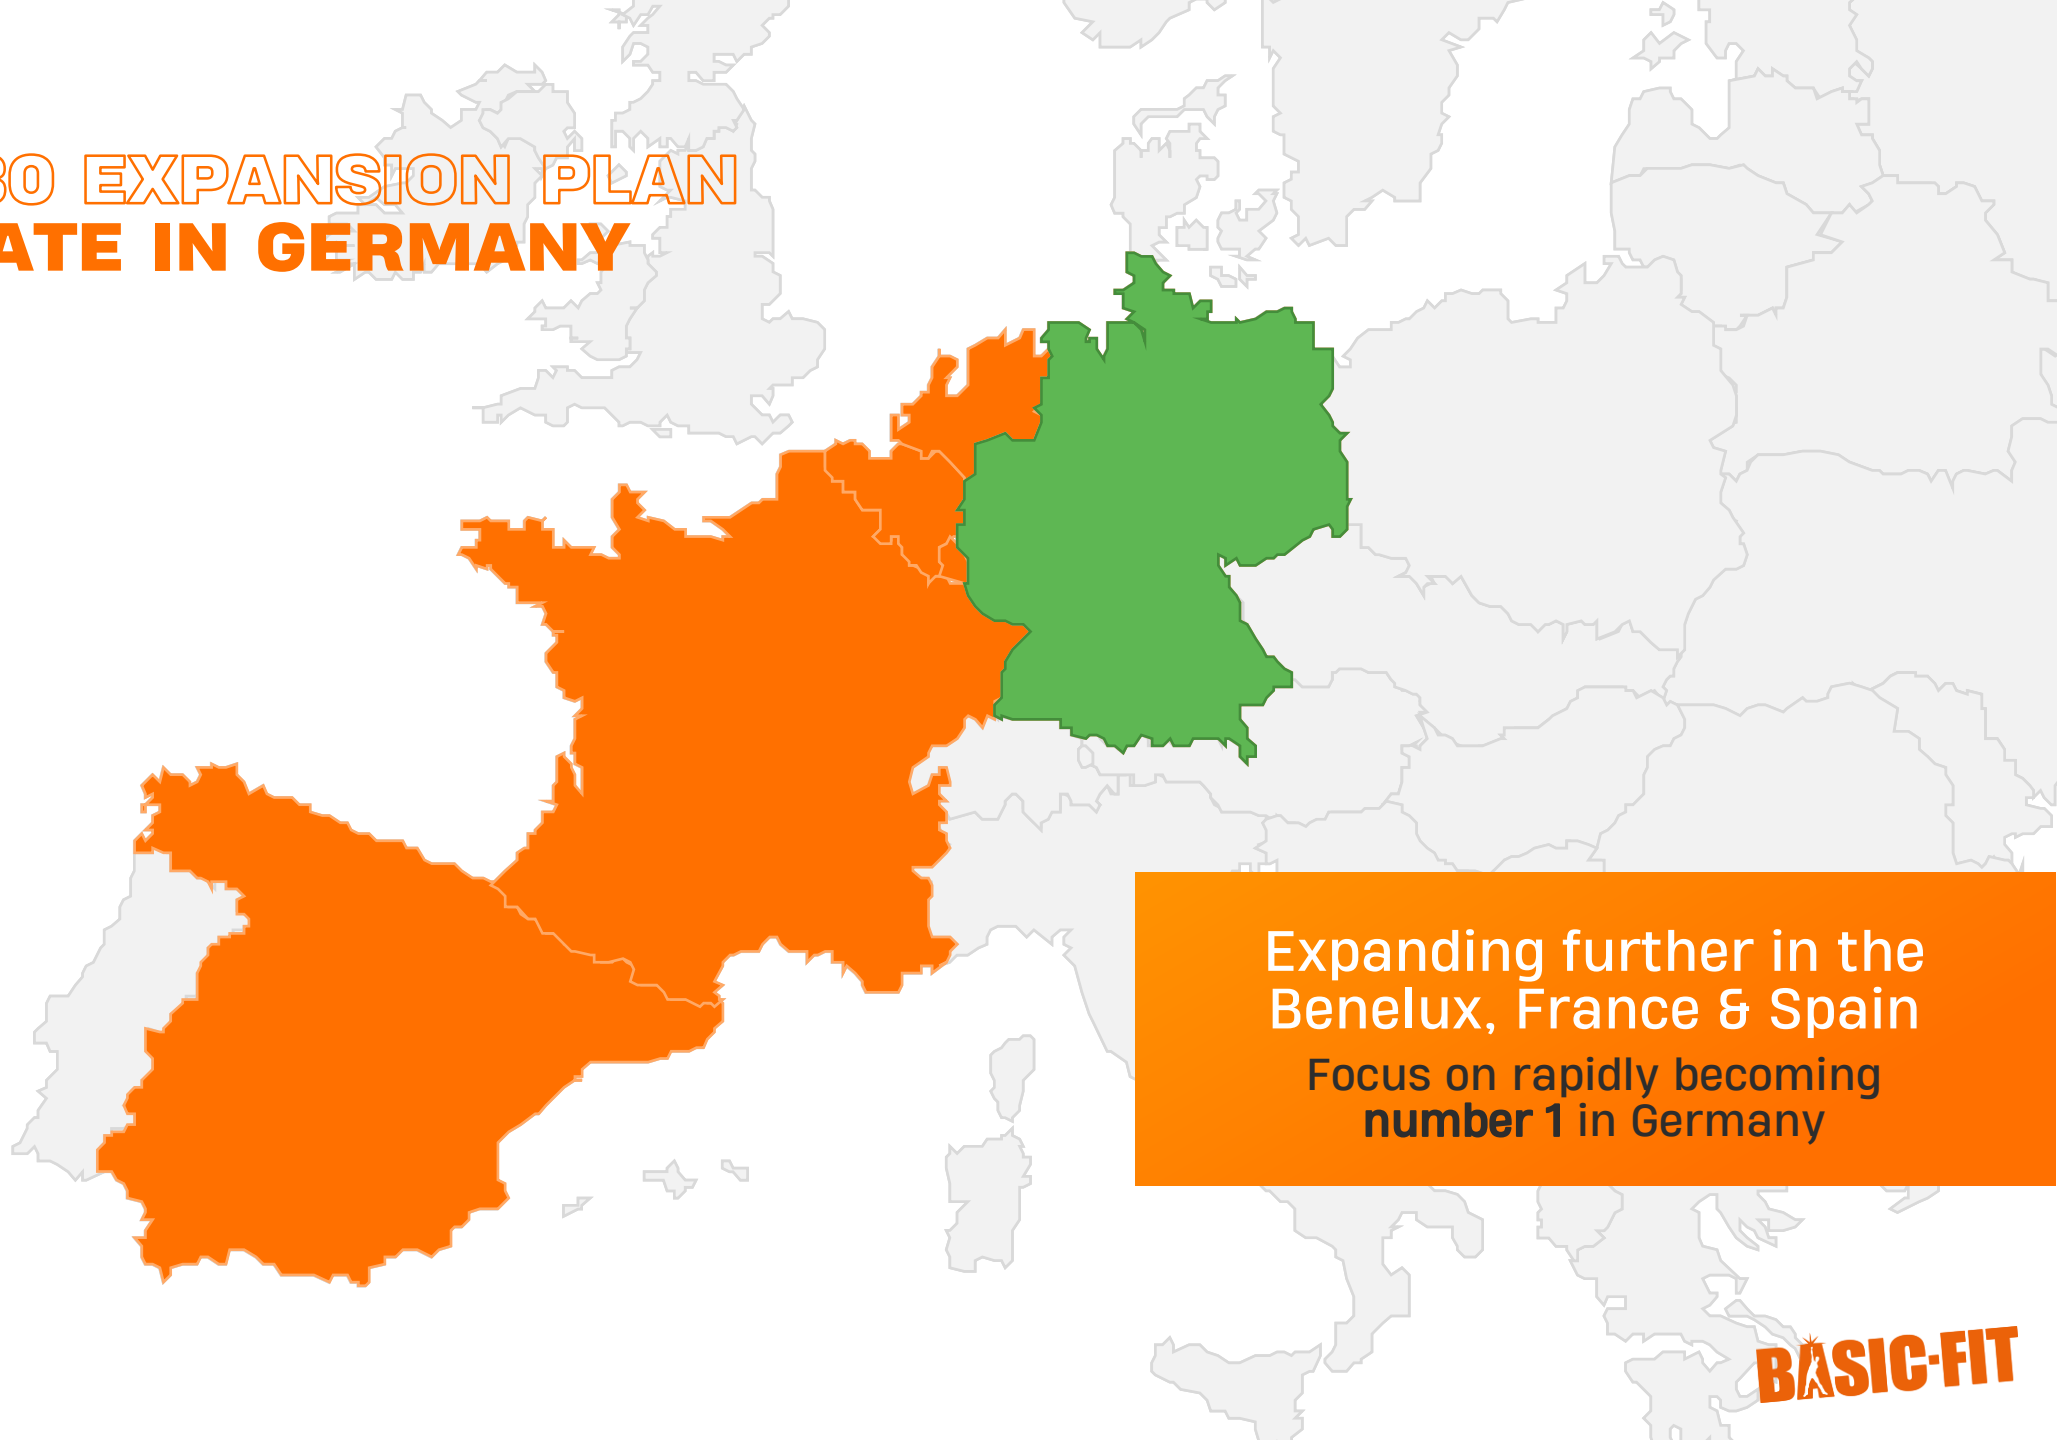 30 EXPANSION PLAN
ATE IN GERMANY
Expanding further in the
Benelux, France & Spain
Focus on rapidly becoming
number 1 in Germany
BASIC-FIT